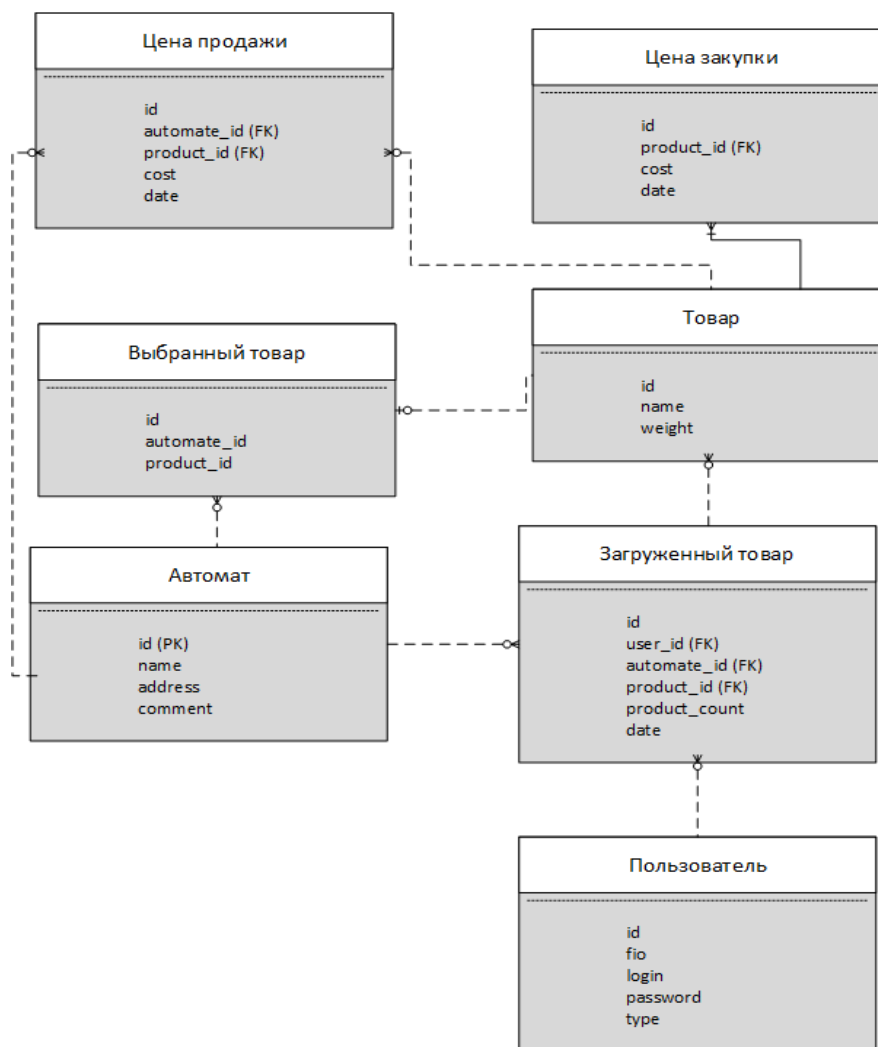 Цена продажи
id
automate_id (FK)
product_id (FK)
cost
date
Цена закупки
id
product_id (FK)
cost
date
Выбранный товар
id
automate_id
product_id
Товар
id
name
weight
Автомат
id (PK)
name
address
comment
Загруженный товар
id
user_id (FK)
automate_id (FK)
product_id (FK)
product_count
date
Пользователь
id
fio
login
password
type